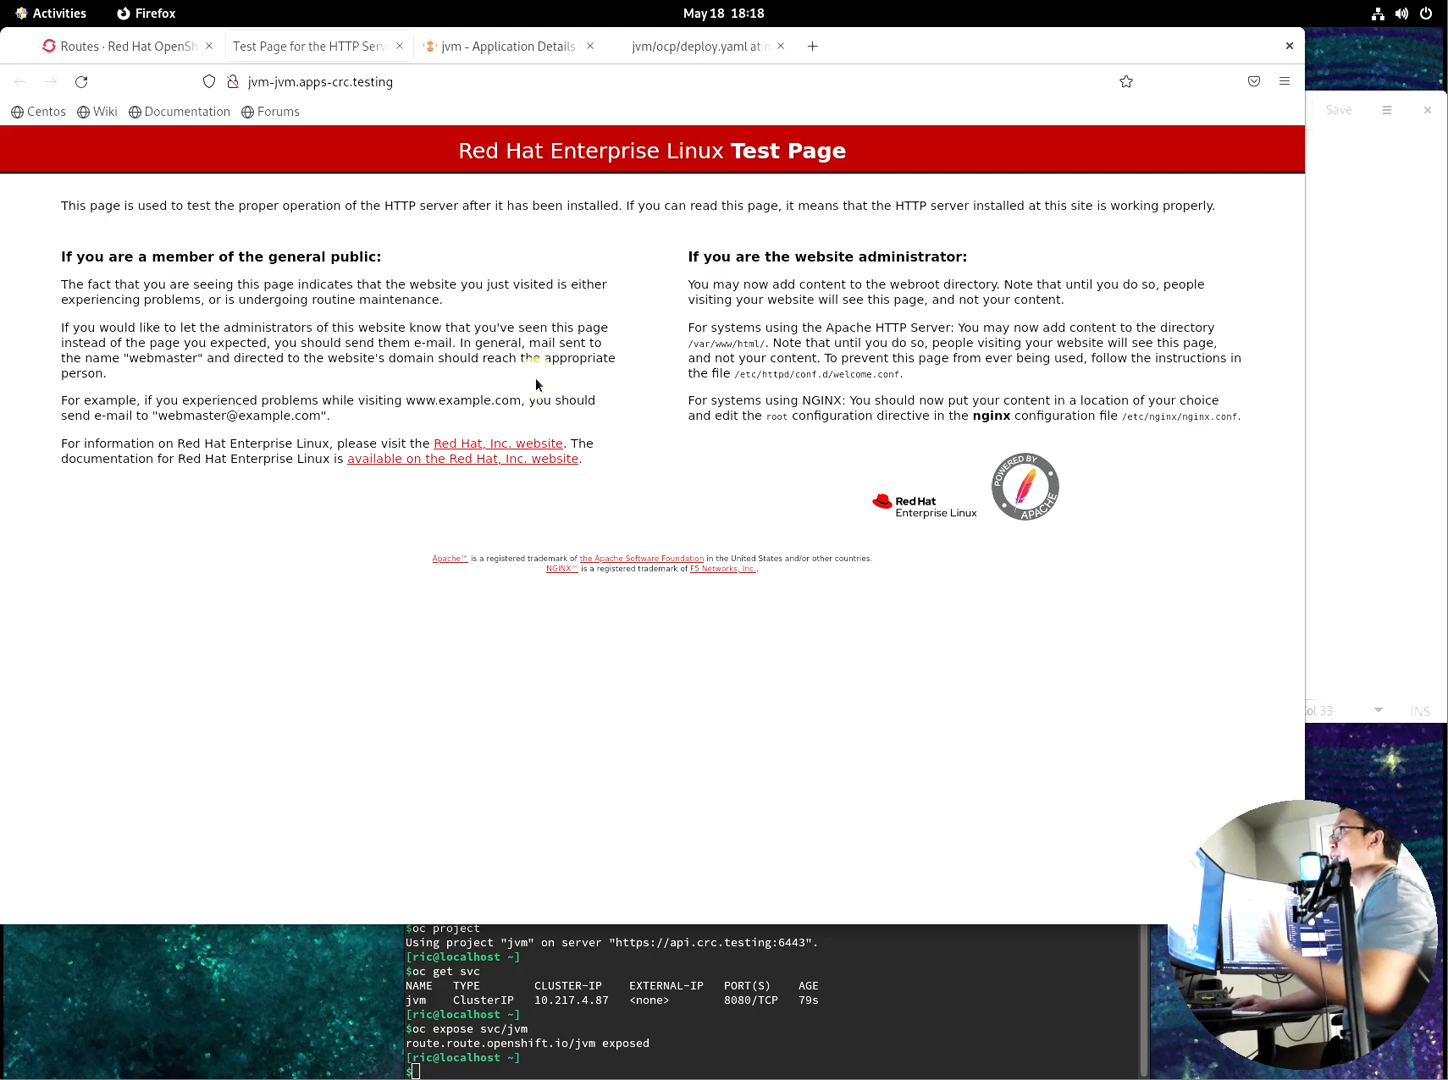 Activities
Firefox
May 18 18:18
Routes · Red Hat OpenSh
Test Page for the HTTP Serv
jvm - Application Details
jvm/ocp/deploy.yaml at
jvm-jvm.apps-crc.testing
Centos
Wiki
Documentation
Forums
Save
Red Hat Enterprise Linux Test Page
This page is used to test the proper operation of the HTTP server after it has been installed. If you can read this page, it means that the HTTP server installed at this site is working properly.
If you are a member of the general public:
The fact that you are seeing this page indicates that the website you just visited is either
experiencing problems, or is undergoing routine maintenance.
If you would like to let the administrators of this website know that you've seen this page
instead of the page you expected, you should send them e-mail. In general, mail sent to
the name "webmaster" and directed to the website's domain should reach the appropriate
person.
For example, if you experienced problems while visiting www.example.com, you should
send e-mail to "webmaster@example.com".
For information on Red Hat Enterprise Linux, please visit the Red Hat, Inc. website. The
documentation for Red Hat Enterprise Linux is available on the Red Hat, Inc. website.
If you are the website administrator:
You may now add content to the webroot directory. Note that until you do so, people
visiting your website will see this page, and not your content.
For systems using the Apache HTTP Server: You may now add content to the directory
/var/www/html/. Note that until you do so, people visiting your website will see this page,
and not your content. To prevent this page from ever being used, follow the instructions in
the file /etc/httpd/conf.d/welcome.conf.
For systems using NGINX: You should now put your content in a location of your choice
and edit the root configuration directive in the nginx configuration file /etc/nginx/nginx.conf.
Red Hat
Enterprise Linux
POWERED BY
APACHE
Apache™ is a registered trademark of the Apache Software Foundation in the United States and/or other countries.
NGINX™ is a registered trademark of F5 Networks, Inc..
Col 33
INS
$oc project
Using project "jvm" on server "https://api.crc.testing:6443".
[ric@localhost ~]
$oc get svc
NAME TYPE CLUSTER-IP EXTERNAL-IP PORT(S) AGE
jvm ClusterIP 10.217.4.87 <none> 8080/TCP 79s
[ric@localhost ~]
$oc expose svc/jvm
route.route.openshift.io/jvm exposed
[ric@localhost ~]
$